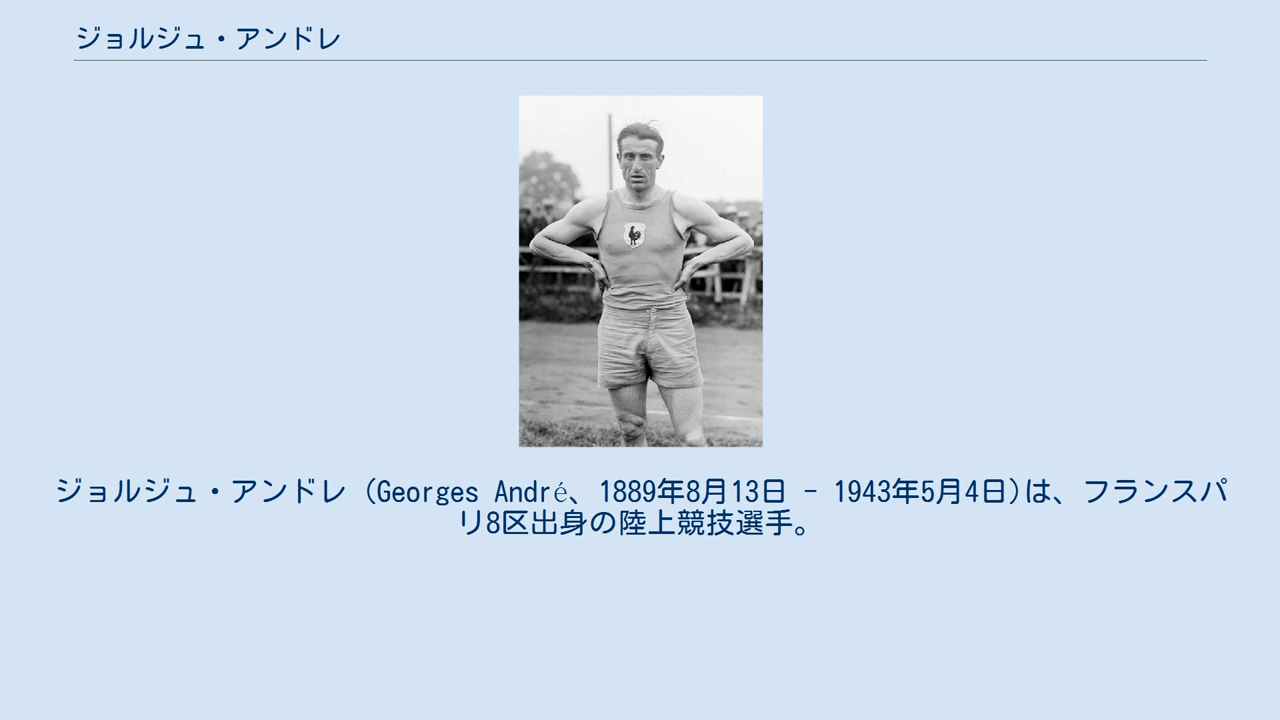 ジョルジュ・アンドレ
ジョルジュ・アンドレ（Georges André、1889年8月13日 - 1943年5月4日)は、フランスパ
リ8区出身の陸上競技選手。